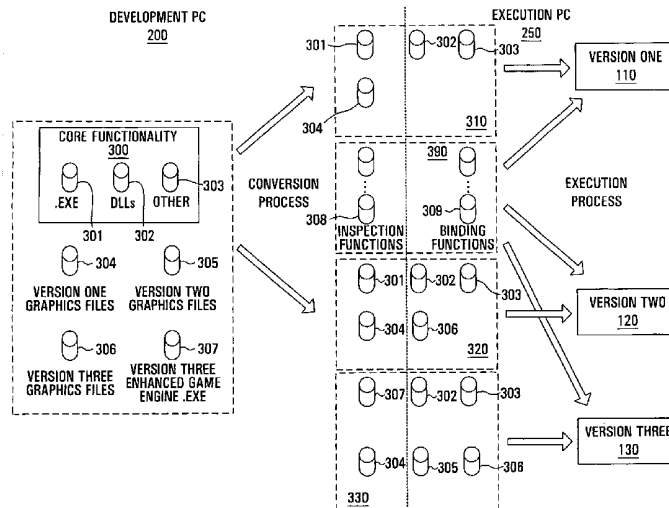 DEVELOPMENT PC
200
CORE FUNCTIONALITY
300
303
.EXE
DLLs
OTHER
301
302
304
305
VERSION ONE
GRAPHICS FILES
VERSION TWO
GRAPHICS FILES
306
307
VERSION THREE
GRAPHICS FILES
VERSION THREE
ENHANCED GAME
ENGINE .EXE
CONVERSION
PROCESS
EXECUTION PC
250
301
302
303
304
310
390
308
309
INSPECTION
FUNCTIONS
BINDING
FUNCTIONS
301
302
303
304
306
320
307
302
303
304
305
306
330
EXECUTION
PROCESS
VERSION ONE
110
VERSION TWO
120
VERSION THREE
130